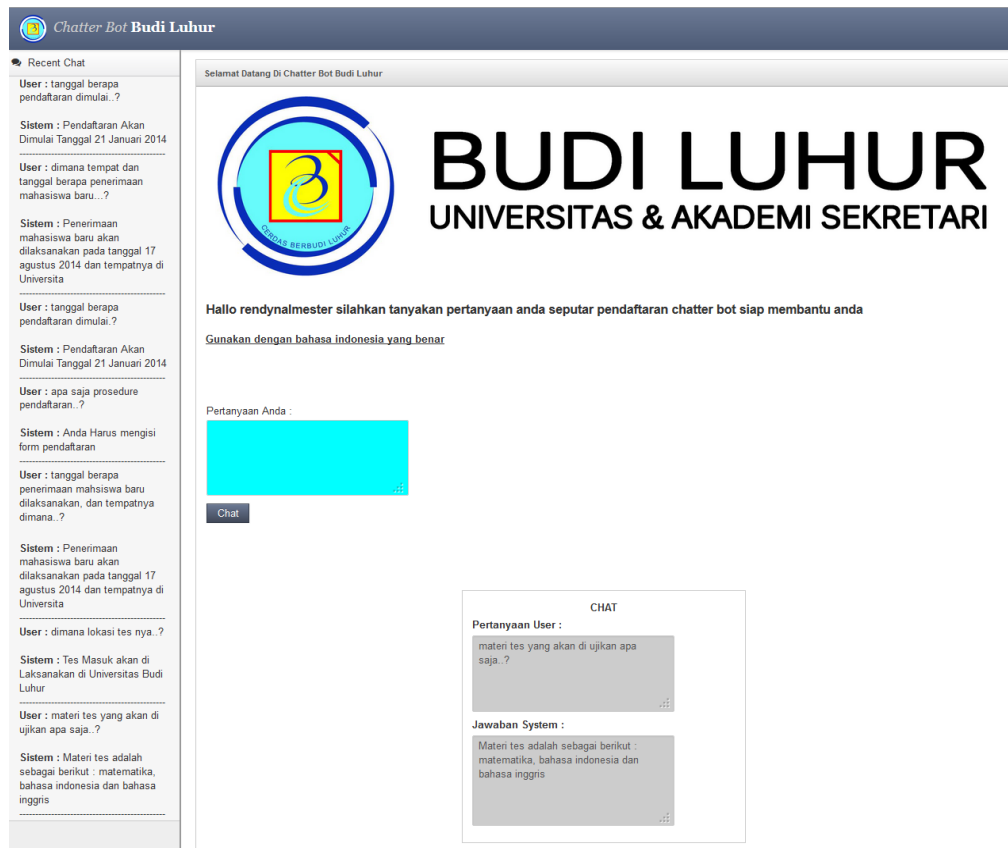 Chatter Bot Budi Luhur
Recent Chat
User : tanggal berapa
pendaftaran dimulai..?
Sistem : Pendaftaran Akan
Dimulai Tanggal 21 Januari 2014
User : dimana tempat dan
tanggal berapa penerimaan
mahasiswa baru...?
Sistem : Penerimaan
mahasiswa baru akan
dilaksanakan pada tanggal 17
agustus 2014 dan tempatnya di
Universita
User : tanggal berapa
pendaftaran dimulai.?
Sistem : Pendaftaran Akan
Dimulai Tanggal 21 Januari 2014
User : apa saja prosedure
pendaftaran..?
Sistem : Anda Harus mengisi
form pendaftaran
User : tanggal berapa
penerimaan mahsiswa baru
dilaksanakan, dan tempatnya
dimana..?
Sistem : Penerimaan
mahasiswa baru akan
dilaksanakan pada tanggal 17
agustus 2014 dan tempatnya di
Universita
User : dimana lokasi tes nya..?
Sistem : Tes Masuk akan di
Laksanakan di Universitas Budi
Luhur
User : materi tes yang akan di
ujikan apa saja..?
Sistem : Materi tes adalah
sebagai berikut : matematika,
bahasa indonesia dan bahasa
inggris
Selamat Datang Di Chatter Bot Budi Luhur
CERDAS BERBUDI LUHUR
BUDI LUHUR
UNIVERSITAS & AKADEMI SEKRETARI
Hallo rendynalmester silahkan tanyakan pertanyaan anda seputar pendaftaran chatter bot siap membantu anda
Gunakan dengan bahasa indonesia yang benar
Pertanyaan Anda :
Chat
CHAT
Pertanyaan User :
materi tes yang akan di ujikan apa
saja..?
Jawaban System :
Materi tes adalah sebagai berikut :
matematika, bahasa indonesia dan
bahasa inggris